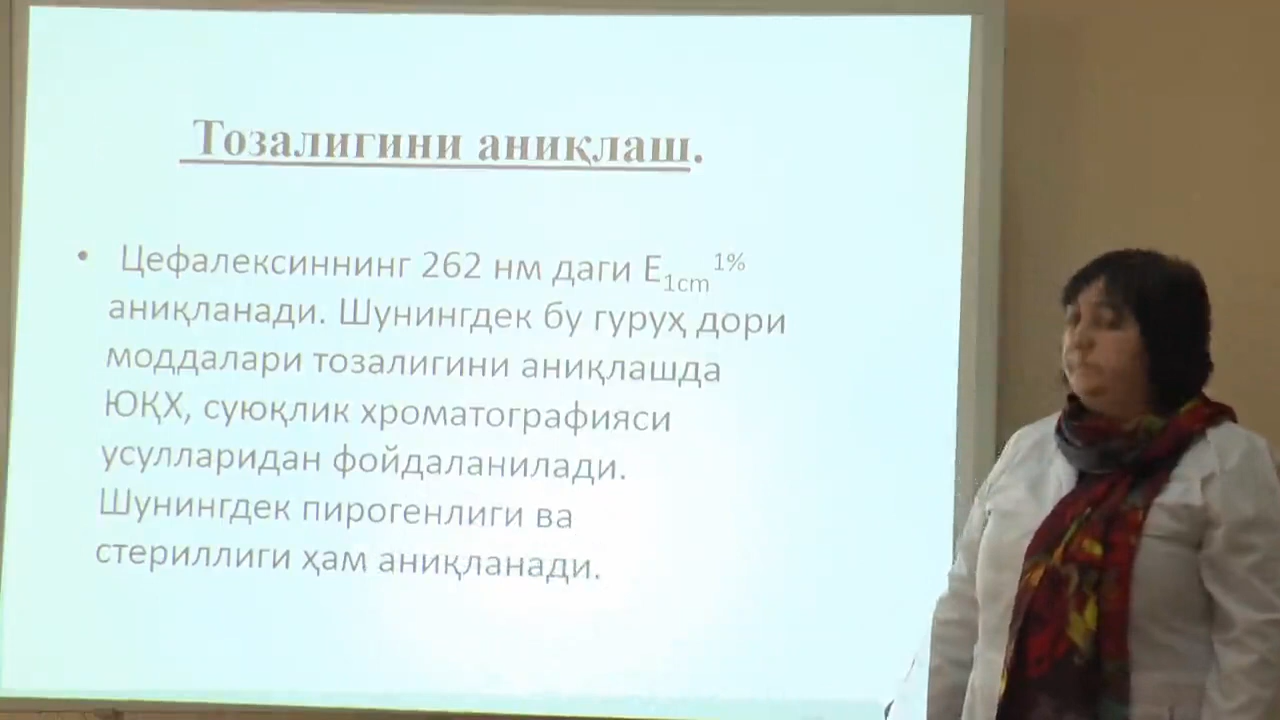 Тозалигини аниқлаш.
• Цефалексиннинг 262 нм даги E1cm1%
аниқланади. Шунингдек бу гуруҳ дори
моддалари тозалигини аниқлашда
ЮҚХ, суюқлик хроматографияси
усулларидан фойдаланилади.
Шунингдек пирогенлиги ва
стериллиги ҳам аниқланади.